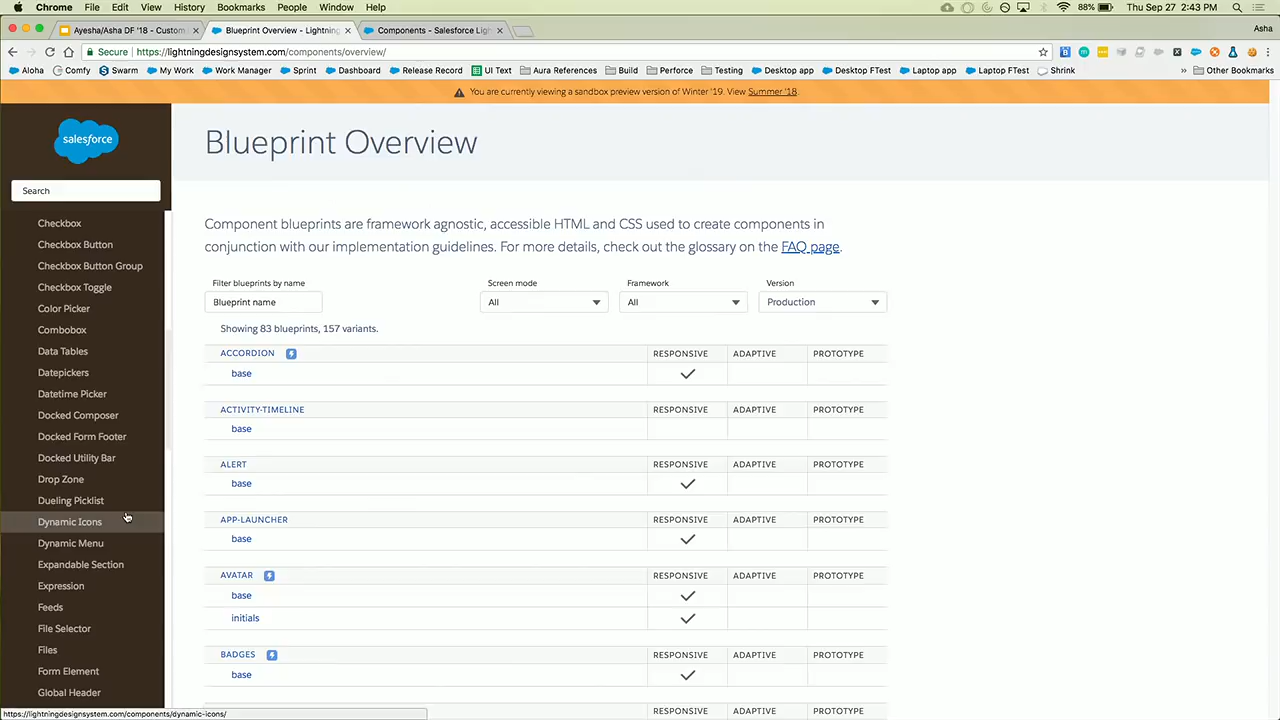 Chrome File Edit View History Bookmarks People Window Help 88% Thu Sep 27 2:43 PM
Ayesha/Asha DF '18 - Custom Blueprint Overview - Lightning Components - Salesforce Ligh Asha
Secure https://lightningdesignsystem.com/components/overview/
Aloha Comfy Swarm My Work Work Manager Sprint Dashboard Release Record UI Text Aura References Build Perforce Testing Desktop app Desktop FTest Laptop app Laptop FTest Shrink » Other Bookmarks
You are currently viewing a sandbox preview version of Winter '19. View Summer '18.
salesforce
Search
Checkbox
Checkbox Button
Checkbox Button Group
Checkbox Toggle
Color Picker
Combobox
Data Tables
Datepickers
Datetime Picker
Docked Composer
Docked Form Footer
Docked Utility Bar
Drop Zone
Dueling Picklist
Dynamic Icons
Dynamic Menu
Expandable Section
Expression
Feeds
File Selector
Files
Form Element
Global Header
Blueprint Overview
Component blueprints are framework agnostic, accessible HTML and CSS used to create components in
conjunction with our implementation guidelines. For more details, check out the glossary on the FAQ page.
Filter blueprints by name Screen mode Framework Version
Blueprint name All All Production
Showing 83 blueprints, 157 variants.
ACCORDION RESPONSIVE ADAPTIVE PROTOTYPE
base
ACTIVITY-TIMELINE RESPONSIVE ADAPTIVE PROTOTYPE
base
ALERT RESPONSIVE ADAPTIVE PROTOTYPE
base
APP-LAUNCHER RESPONSIVE ADAPTIVE PROTOTYPE
base
AVATAR RESPONSIVE ADAPTIVE PROTOTYPE
base
initials
BADGES RESPONSIVE ADAPTIVE PROTOTYPE
base
RESPONSIVE ADAPTIVE PROTOTYPE
https://lightningdesignsystem.com/components/dynamic-icons/